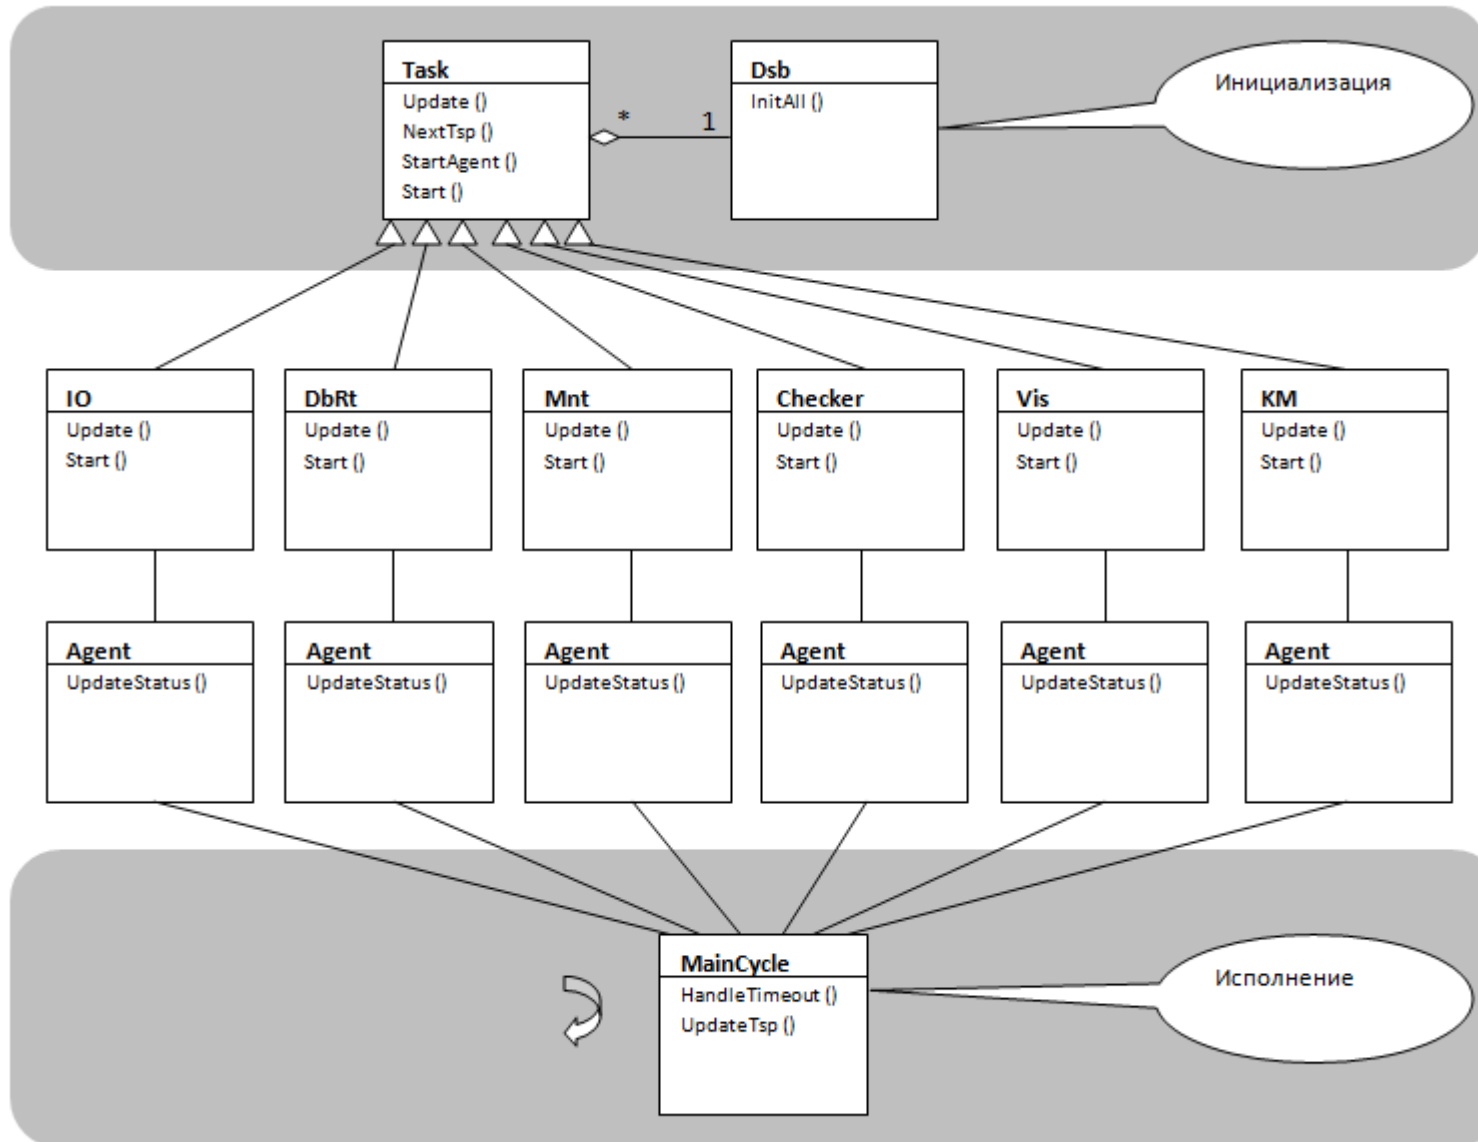 Task
Update ()
NextTsp ()
StartAgent ()
Start ()
* 1
Dsb
InitAll ()
Инициализация
IO
Update ()
Start ()
DbRt
Update ()
Start ()
Mnt
Update ()
Start ()
Checker
Update ()
Start ()
Vis
Update ()
Start ()
KM
Update ()
Start ()
Agent
UpdateStatus ()
Agent
UpdateStatus ()
Agent
UpdateStatus ()
Agent
UpdateStatus ()
Agent
UpdateStatus ()
Agent
UpdateStatus ()
MainCycle
HandleTimeout ()
UpdateTsp ()
Исполнение